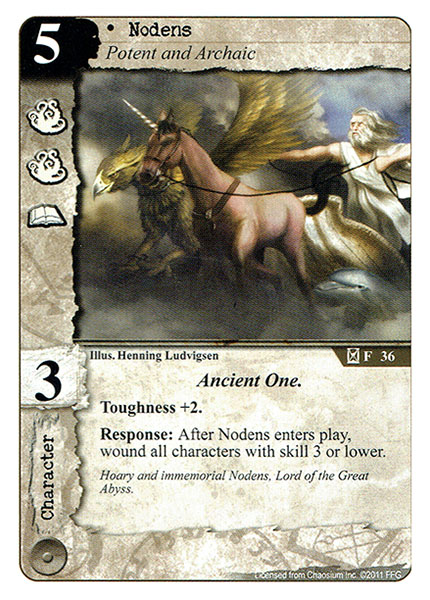 5
• Nodens
Potent and Archaic
Illus. Henning Ludvigsen
F 36
3
Ancient One.
Toughness +2.
Response: After Nodens enters play,
wound all characters with skill 3 or lower.
Hoary and immemorial Nodens, Lord of the Great
Abyss.
Character
Licensed from Chaosium Inc. ©2011 FFG